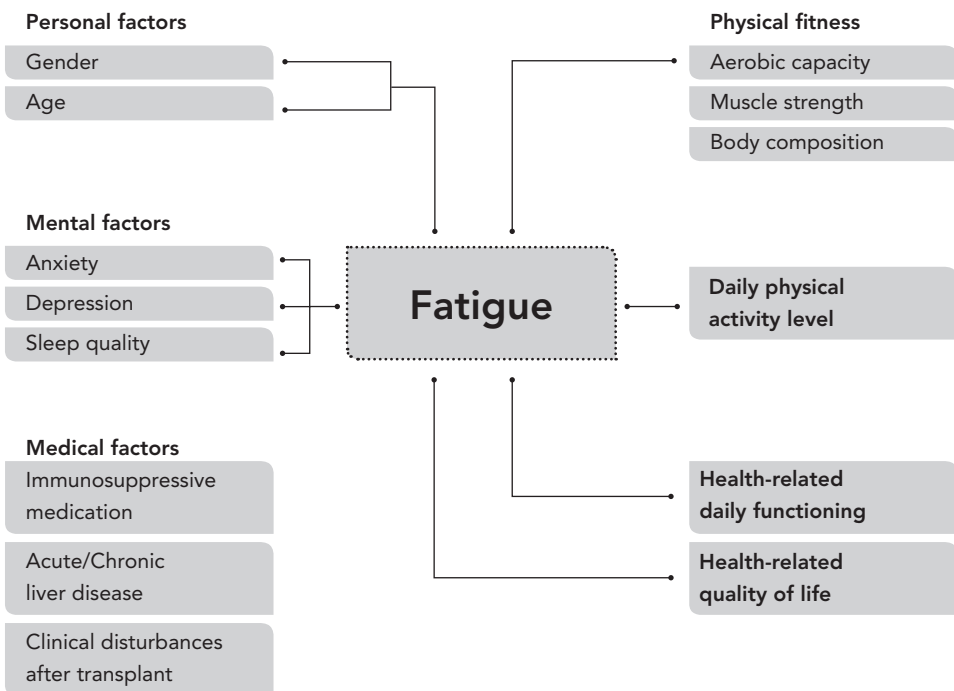 Personal factors
Gender
Age
Mental factors
Anxiety
Depression
Sleep quality
Medical factors
Immunosuppressive
medication
Acute/Chronic
liver disease
Clinical disturbances
after transplant
Fatigue
Physical fitness
Aerobic capacity
Muscle strength
Body composition
Daily physical
activity level
Health-related
daily functioning
Health-related
quality of life